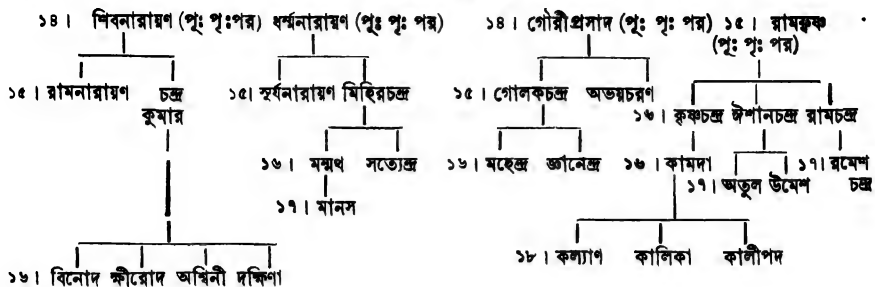 ১৪। শিবনারায়ণ (পূঃ পৃঃপর) ধর্ম্মনারায়ণ (পূঃ পৃঃ পর) ১৪। গৌরীপ্রসাদ (পূঃ পৃঃ পর) ১৫। রামকৃষ্ণ
(পূঃ পৃঃ পর)
১৫। রামনারায়ণ চন্দ্র ১৫। সূর্যনারায়ণ মিহিরচন্দ্র ১৫। গোলকচন্দ্র অভয়চরণ
কুমার ১৬। কৃষ্ণচন্দ্র ঈশানচন্দ্র রামচন্দ্র
১৬। মন্মথ সত্যেন্দ্র ১৬। মহেন্দ্র জ্ঞানেন্দ্র ১৬। কামদা ১৭। রমেশ
১৭। অতুল উমেশ চন্দ্র
১৭। মানস
১৮। কল্যাণ কালিকা কালীপদ
১৬। বিনোদ ক্ষীরোদ অশ্বিনী দক্ষিণা